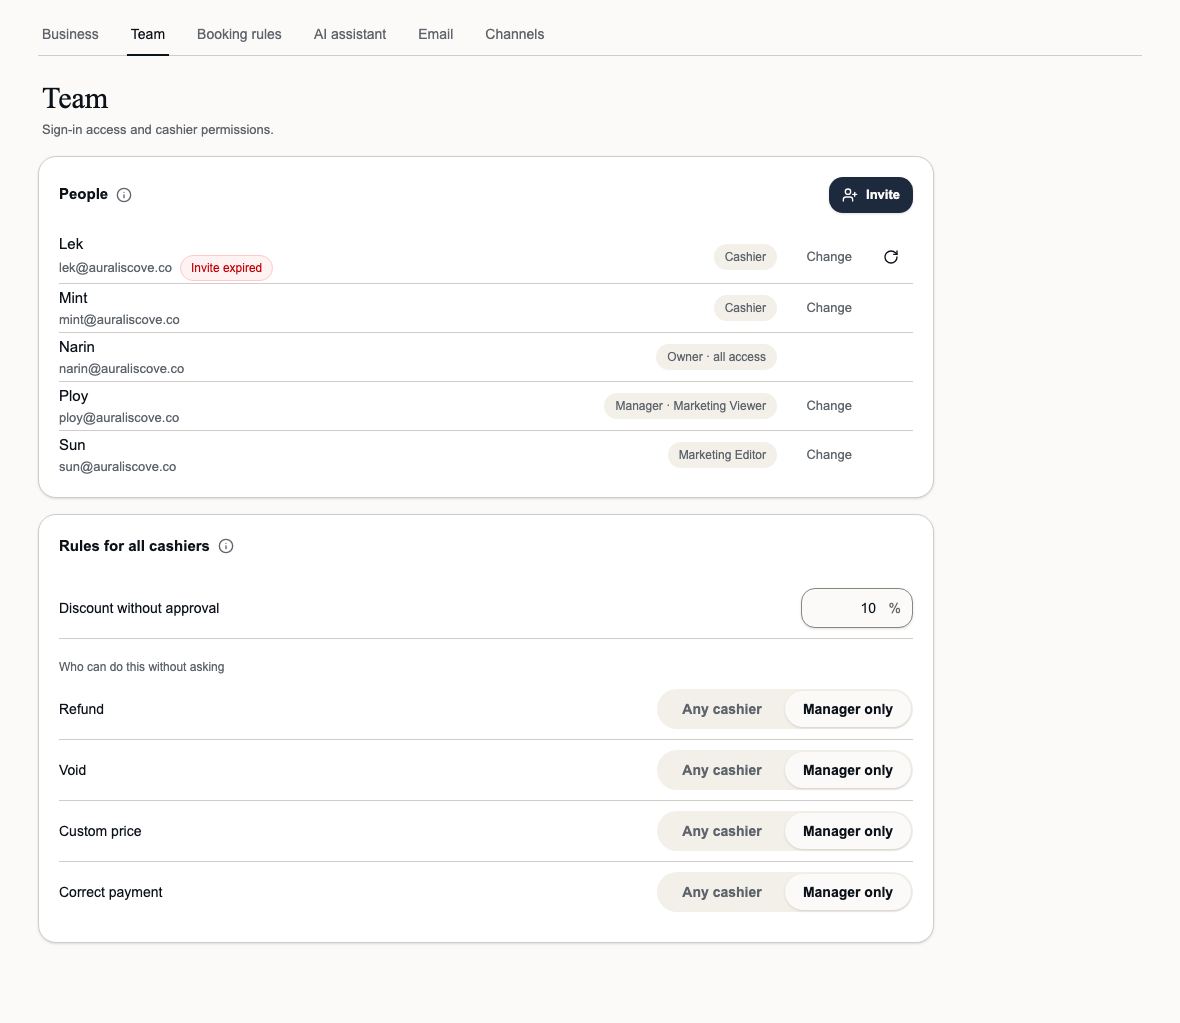 Business Team Booking rules AI assistant Email Channels
Team
Sign-in access and cashier permissions.
People Invite
Lek
lek@auraliscove.co Invite expired Cashier Change
Mint
mint@auraliscove.co Cashier Change
Narin
narin@auraliscove.co Owner · all access
Ploy
ploy@auraliscove.co Manager · Marketing Viewer Change
Sun
sun@auraliscove.co Marketing Editor Change
Rules for all cashiers
Discount without approval 10 %
Who can do this without asking
Refund Any cashier Manager only
Void Any cashier Manager only
Custom price Any cashier Manager only
Correct payment Any cashier Manager only